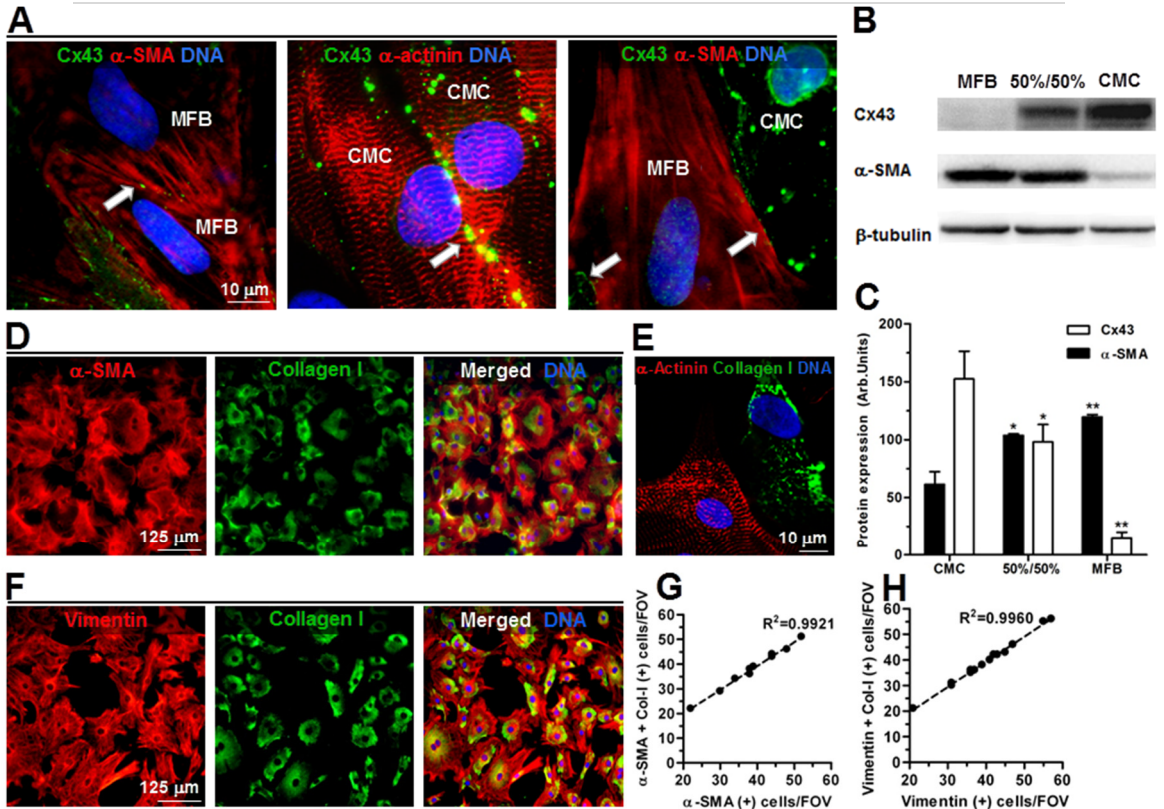 A
Cx43 α-SMA DNA
MFB
MFB
10 µm
Cx43 α-actinin DNA
CMC
CMC
Cx43 α-SMA DNA
CMC
MFB
B
MFB 50%/50% CMC
Cx43
α-SMA
β-tubulin
C
Protein expression (Arb.Units)
200
150
100
50
0
Cx43
α-SMA
*
*
**
**
CMC 50%/50% MFB
D
α-SMA
125 µm
Collagen I
Merged DNA
E
α-Actinin Collagen I DNA
10 µm
F
Vimentin
125 µm
Collagen I
Merged DNA
G
α-SMA + Col-I (+) cells/FOV
R²=0.9921
60
50
40
30
20
10
0
22 30 40 50 60
α-SMA (+) cells/FOV
H
Vimentin + Col-I (+) cells/FOV
R²=0.9960
60
50
40
30
20
10
0
20 30 40 50 60
Vimentin (+) cells/FOV